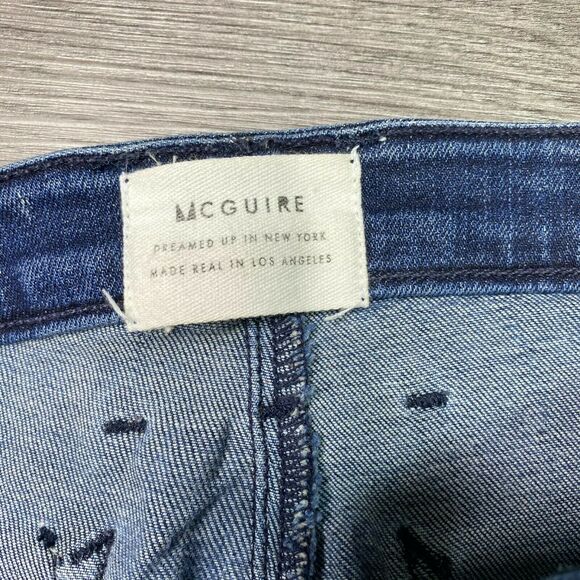 MCGUIRE
DREAMED UP IN NEW YORK
MADE REAL IN LOS ANGELES